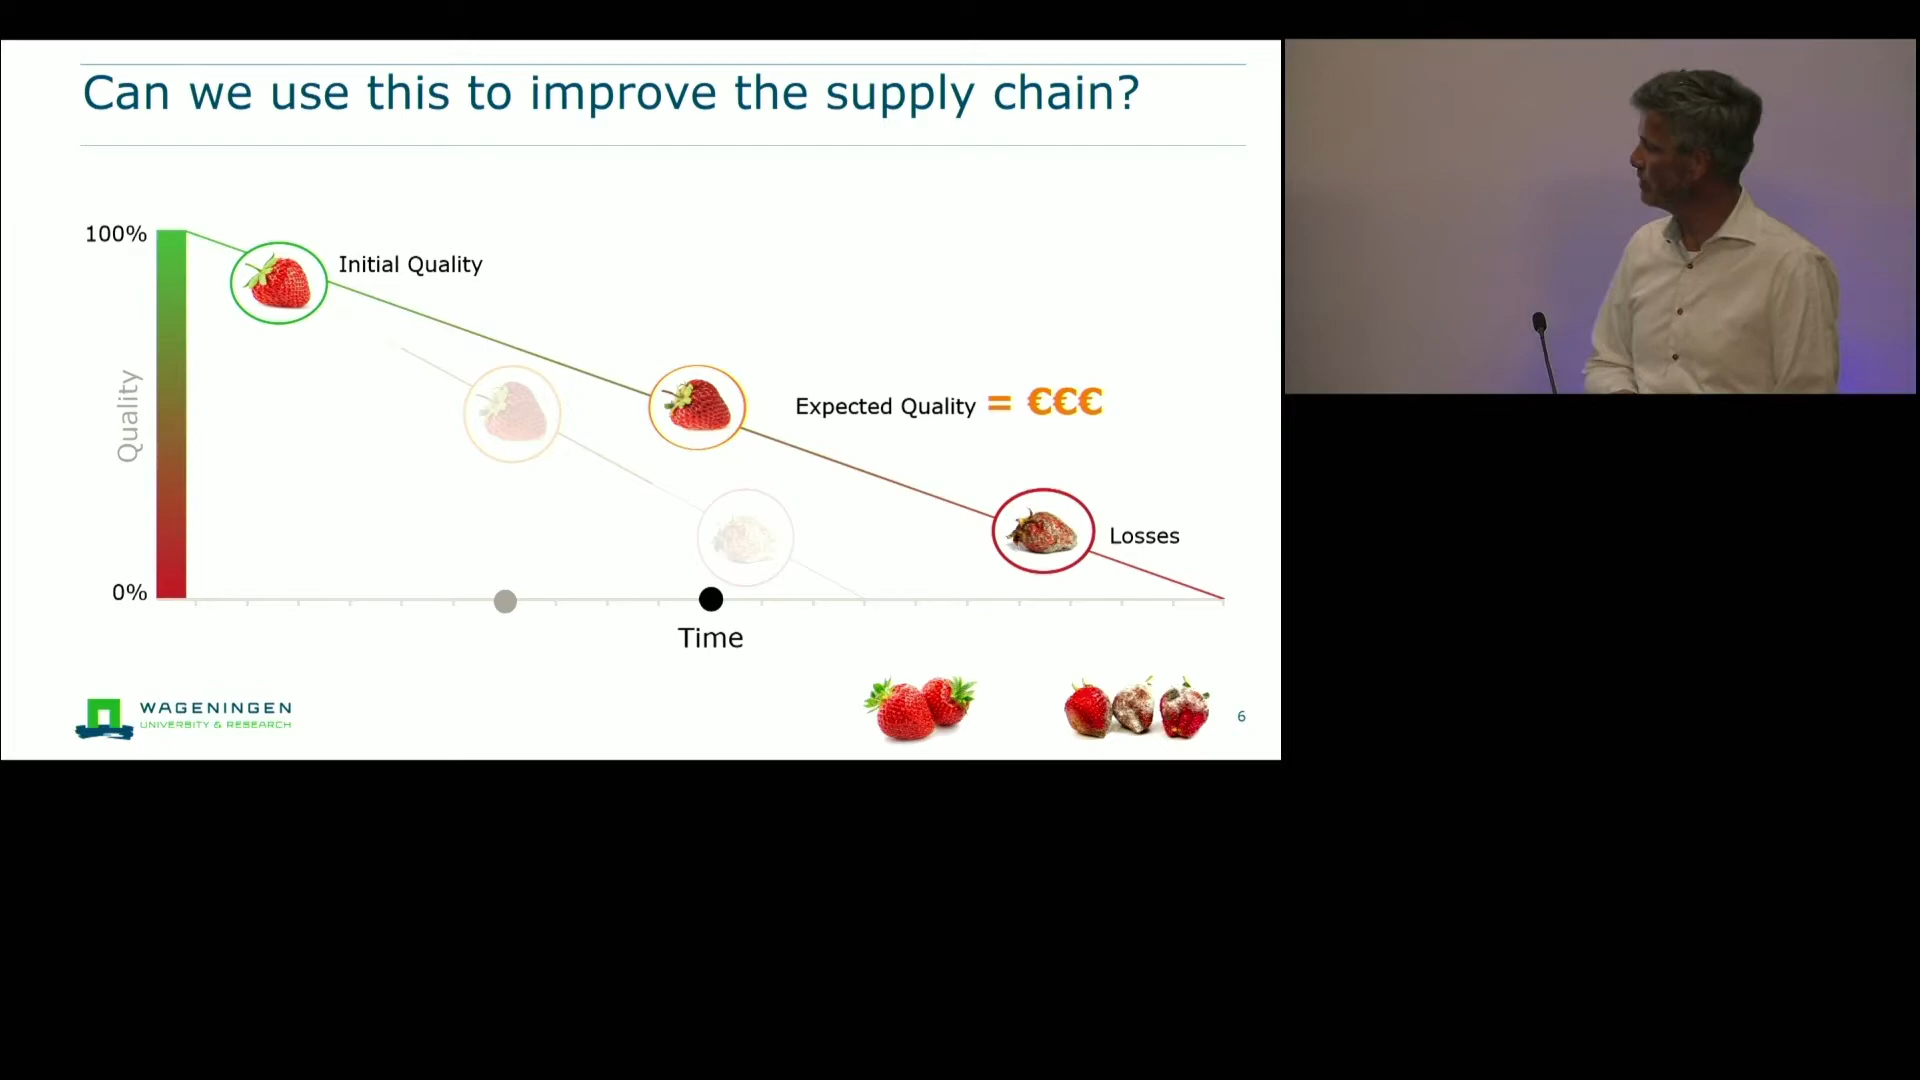 Can we use this to improve the supply chain?
100%
Initial Quality
Quality
Expected Quality = €€€
Losses
0%
Time
WAGENINGEN
UNIVERSITY & RESEARCH
6